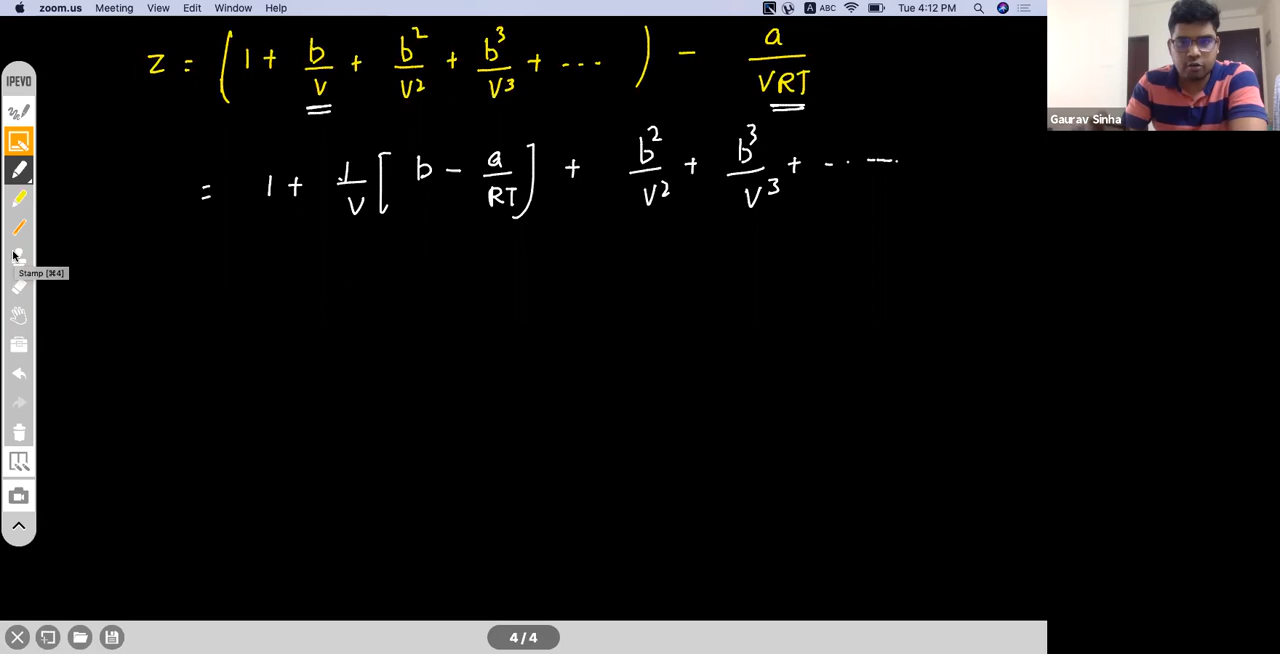 zoom.us Meeting View Edit Window Help A ABC Tue 4:12 PM
z = (1 + b/v + b²/v² + b³/v³ + ...) - a/VRT
IPEVO
Gaurav Sinha
= 1 + 1/v [b - a/RT] + b²/v² + b³/v³ + .. —..
Stamp [⌘4]
4/4